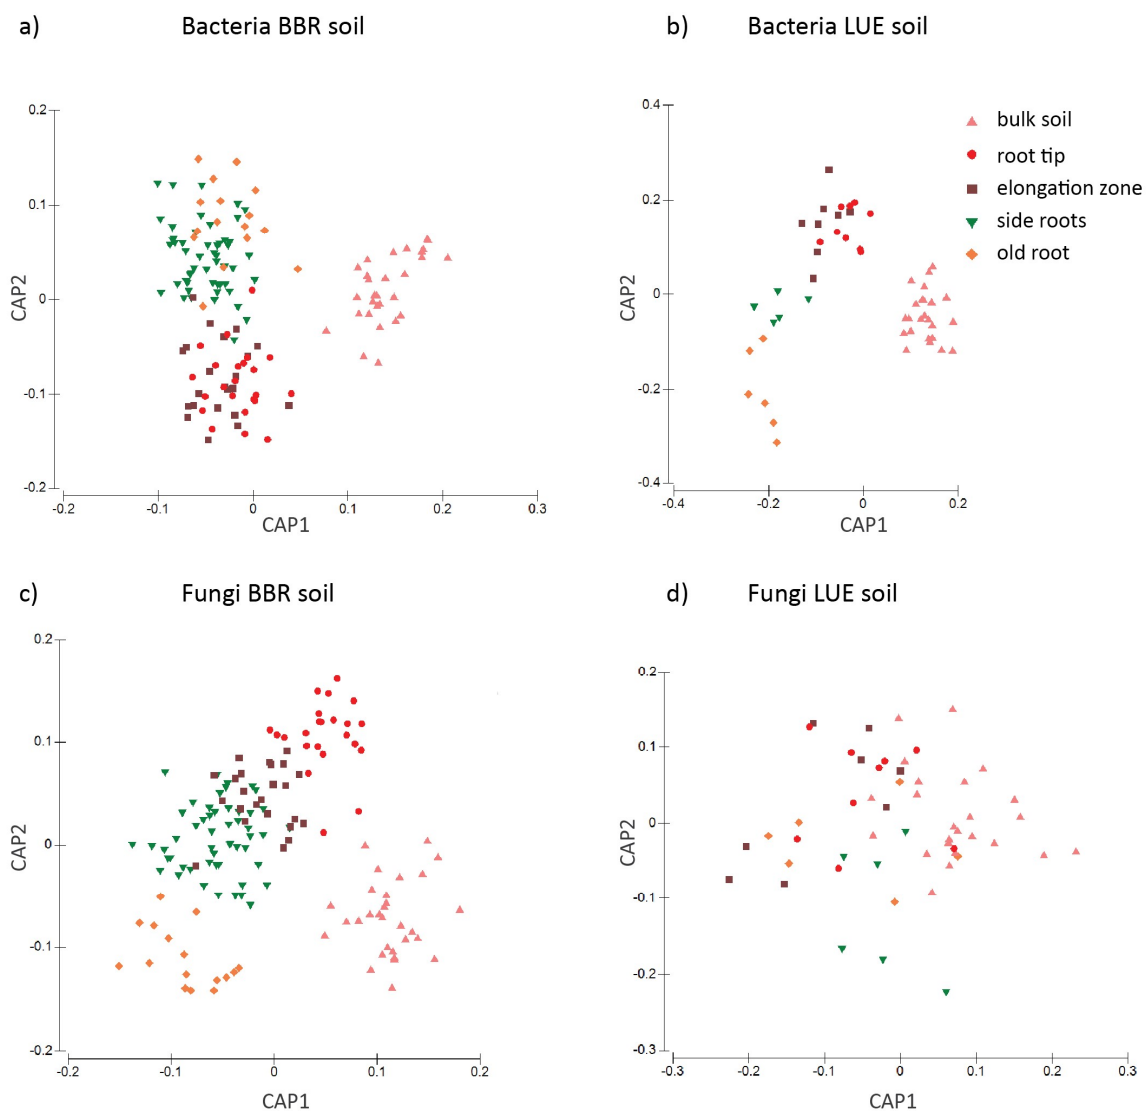 a) Bacteria BBR soil
0.2
0.1
0
-0.1
-0.2
CAP2
-0.2 -0.1 0 0.1 0.2 0.3
CAP1
b) Bacteria LUE soil
0.4
0.2
0
-0.2
-0.4
CAP2
-0.4 -0.2 0 0.2
CAP1
bulk soil
root tip
elongation zone
side roots
old root
c) Fungi BBR soil
0.2
0.1
0
-0.1
-0.2
CAP2
-0.2 -0.1 0 0.1 0.2
CAP1
d) Fungi LUE soil
0.2
0.1
0
-0.1
-0.2
-0.3
CAP2
-0.3 -0.2 -0.1 0 0.1 0.2 0.3
CAP1